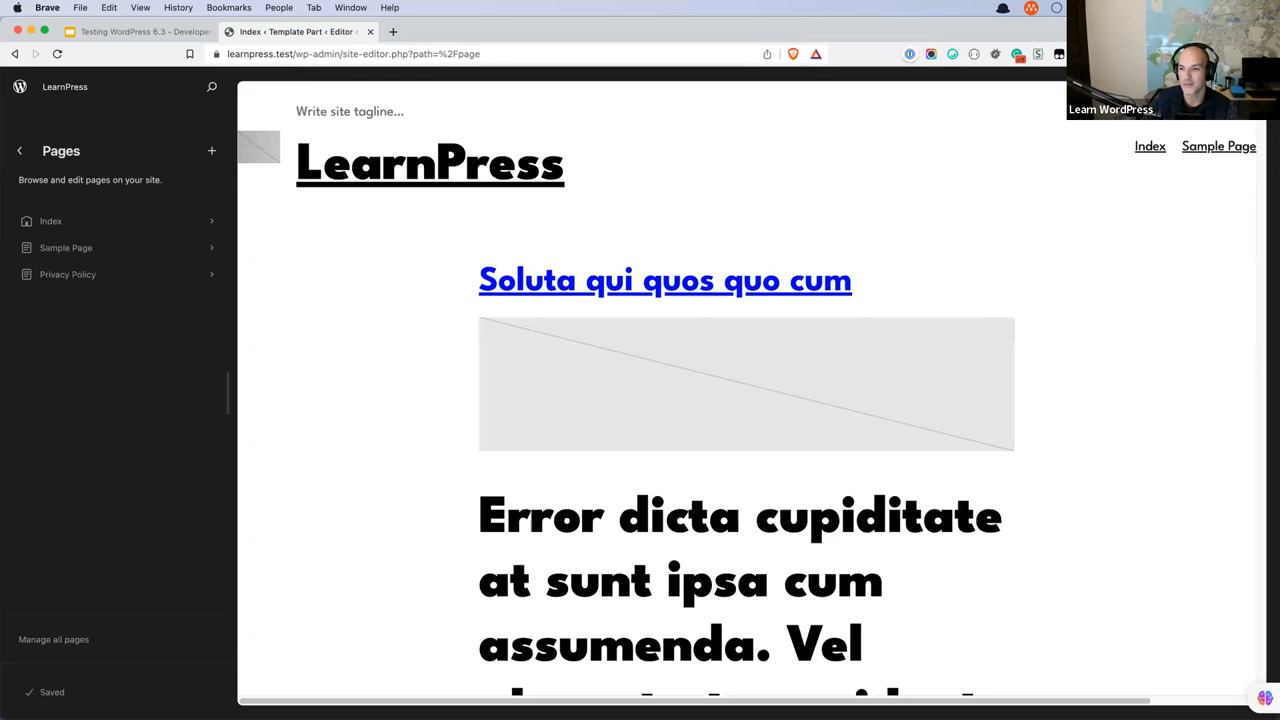 Brave File Edit View History Bookmarks People Tab Window Help
Testing WordPress 6.3 - Develope
Index ‹ Template Part ‹ Editor ‹
learnpress.test/wp-admin/site-editor.php?path=%2Fpage
Learn WordPress
LearnPress
Pages
Browse and edit pages on your site.
Index
Sample Page
Privacy Policy
Manage all pages
Saved
Write site tagline...
LearnPress
Index Sample Page
Soluta qui quos quo cum
Error dicta cupiditate
at sunt ipsa cum
assumenda. Vel